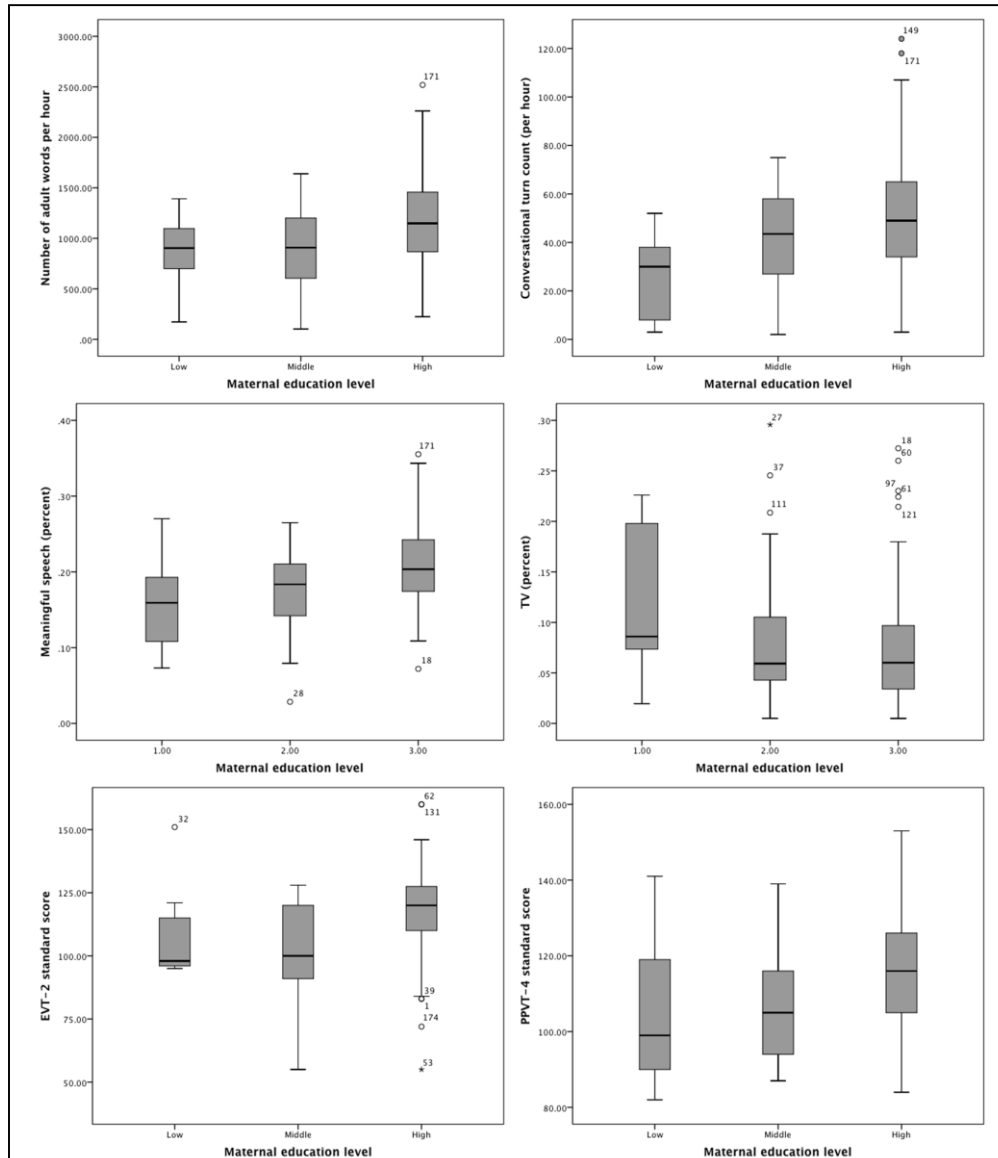 Number of adult words per hour
3000.00
2500.00
2000.00
1500.00
1000.00
500.00
.00
171
Low
Middle
High
Maternal education level
Conversational turn count (per hour)
120.00
100.00
80.00
60.00
40.00
20.00
.00
149
171
Low
Middle
High
Maternal education level
Meaningful speech (percent)
.40
.30
.20
.10
.00
171
28
18
1.00
2.00
3.00
Maternal education level
TV (percent)
.30
.25
.20
.15
.10
.05
.00
27
37
111
18
60
97
61
121
1.00
2.00
3.00
Maternal education level
EVT-2 standard score
150.00
125.00
100.00
75.00
50.00
32
62
131
39
1
174
53
Low
Middle
High
Maternal education level
PPVT-4 standard score
160.00
140.00
120.00
100.00
80.00
Low
Middle
High
Maternal education level